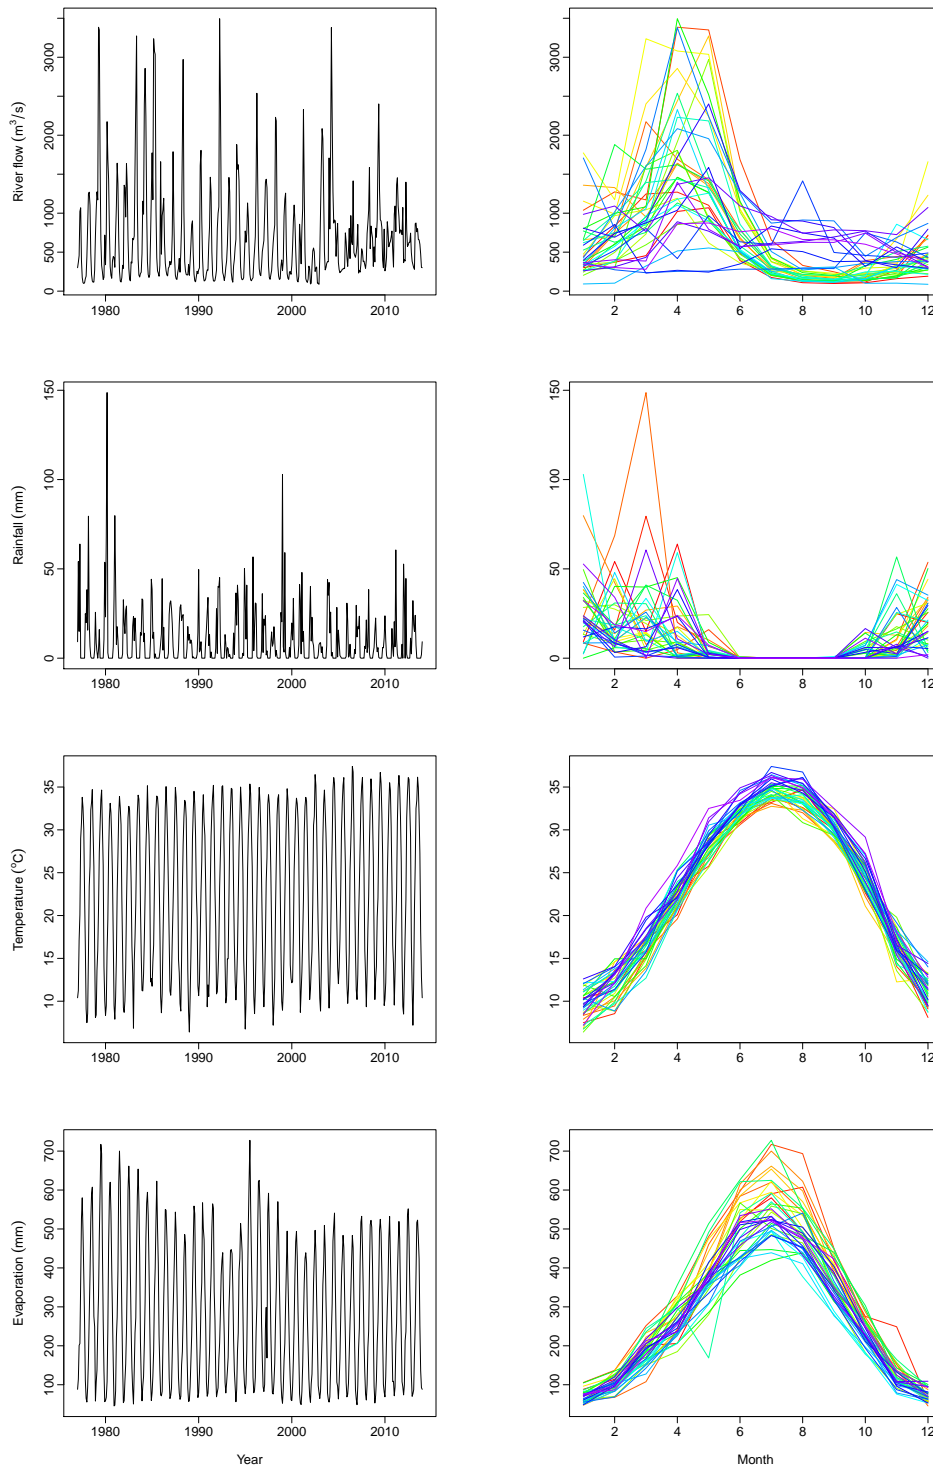 River flow (m³/s)
0 500 1000 2000 3000
1980 1990 2000 2010
0 500 1000 2000 3000
2 4 6 8 10 12
Rainfall (mm)
0 50 100 150
1980 1990 2000 2010
0 50 100 150
2 4 6 8 10 12
Temperature (°C)
10 15 20 25 30 35
1980 1990 2000 2010
10 15 20 25 30 35
2 4 6 8 10 12
Evaporation (mm)
100 200 300 400 500 600 700
1980 1990 2000 2010
Year
100 200 300 400 500 600 700
2 4 6 8 10 12
Month